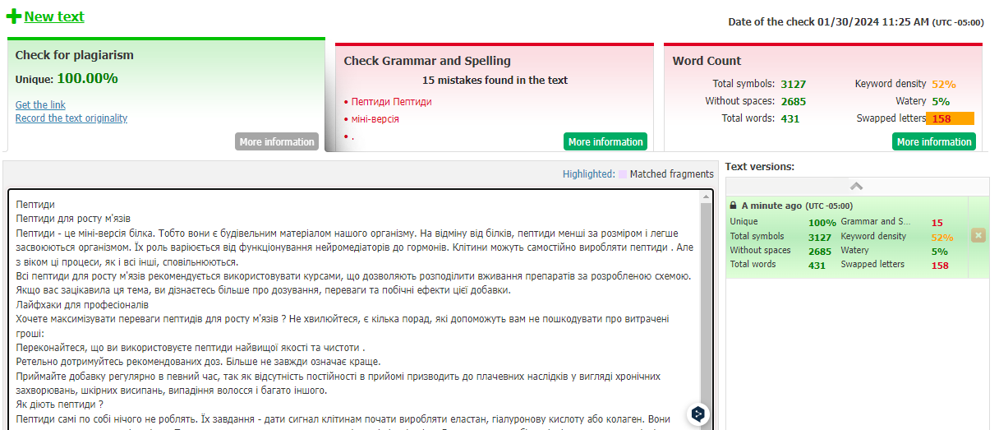 New text
Date of the check 01/30/2024 11:25 AM (UTC -05:00)
Check for plagiarism
Unique: 100.00%
Get the link
Record the text originality
More information
Check Grammar and Spelling
15 mistakes found in the text
• Пептиди Пептиди
• міні-версія
• .
More information
Word Count
Total symbols: 3127 Keyword density 52%
Without spaces: 2685 Watery 5%
Total words: 431 Swapped letters 158
More information
Highlighted: Matched fragments
Пептиди
Пептиди для росту м'язів
Пептиди - це міні-версія білка. Тобто вони є будівельним матеріалом нашого організму. На відміну від білків, пептиди менші за розміром і легше
засвоюються організмом. Їх роль варіюється від функціонування нейромедіаторів до гормонів. Клітини можуть самостійно виробляти пептиди . Але
з віком ці процеси, як і всі інші, сповільнюються.
Всі пептиди для росту м'язів рекомендується використовувати курсами, що дозволяють розподілити вживання препаратів за розробленою схемою.
Якщо вас зацікавила ця тема, ви дізнаєтесь більше про дозування, переваги та побічні ефекти цієї добавки.
Лайфхаки для професіоналів
Хочете максимізувати переваги пептидів для росту м'язів ? Не хвилюйтеся, є кілька порад, які допоможуть вам не пошкодувати про витрачені
гроші:
Переконайтеся, що ви використовуєте пептиди найвищої якості та чистоти .
Ретельно дотримуйтесь рекомендованих доз. Більше не завжди означає краще.
Приймайте добавку регулярно в певний час, так як відсутність постійності в прийомі призводить до плачевних наслідків у вигляді хронічних
захворювань, шкірних висипань, випадіння волосся і багато іншого.
Як діють пептиди ?
Пептиди самі по собі нічого не роблять. Їх завдання - дати сигнал клітинам почати виробляти еластан, гіалуронову кислоту або колаген. Вони
Text versions:
A minute ago (UTC -05:00)
Unique 100% Grammar and S... 15
Total symbols 3127 Keyword density 52%
Without spaces 2685 Watery 5%
Total words 431 Swapped letters 158